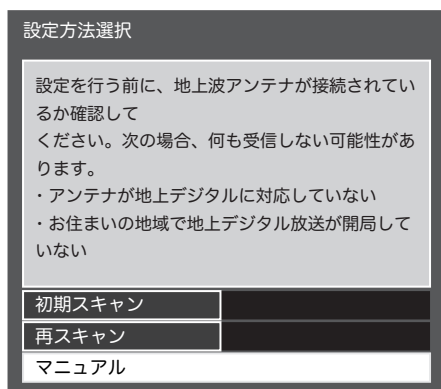 設定方法選択
設定を行う前に、地上波アンテナが接続されてい
るか確認して
ください。次の場合、何も受信しない可能性があ
ります。
・アンテナが地上デジタルに対応していない
・お住まいの地域で地上デジタル放送が開局して
いない
初期スキャン
再スキャン
マニュアル